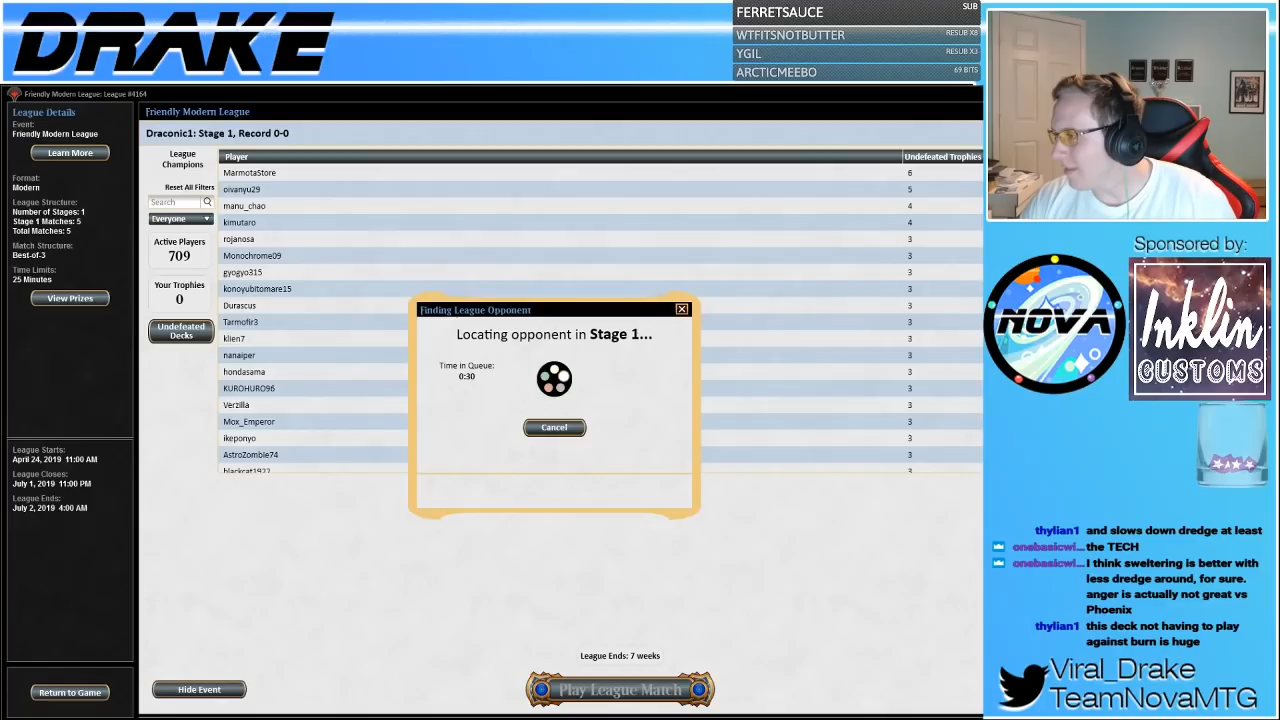 DRAKE
FERRETSAUCE SUB
WTFITSNOTBUTTER RESUB X8
YGIL RESUB X3
ARCTICMEEBO 69 BITS
Friendly Modern League: League #4164
League Details
Event:
Friendly Modern League
Learn More
Format:
Modern
League Structure:
Number of Stages: 1
Stage 1 Matches: 5
Total Matches: 5
Match Structure:
Best-of-3
Time Limits:
25 Minutes
View Prizes
League Starts:
April 24, 2019 11:00 AM
League Closes:
July 1, 2019 11:00 PM
League Ends:
July 2, 2019 4:00 AM
Return to Game
Friendly Modern League
Draconic1: Stage 1, Record 0-0
League
Champions
Reset All Filters
Search
Everyone
Active Players
709
Your Trophies
0
Undefeated
Decks
Player Undefeated Trophies
MarmotaStore 6
oivanyu29 5
manu_chao 4
kimutaro 4
rojanosa 3
Monochrome09 3
gyogyo315 3
konoyubitomare15 3
Durascus 3
Tarmofir3 3
klien7 3
nanaiper 3
hondasama 3
KUROHURO96 3
Verzilla 3
Mox_Emperor 3
ikeponyo 3
AstroZombie74 3
blackcat1922 3
Finding League Opponent
Locating opponent in Stage 1...
Time in Queue:
0:30
Cancel
League Ends: 7 weeks
Hide Event
Play League Match
Sponsored by:
NOVA
Inklin
CUSTOMS
thylian1 and slows down dredge at least
onebasicwi... the TECH
onebasicwi... I think sweltering is better with
less dredge around, for sure.
anger is actually not great vs
Phoenix
thylian1 this deck not having to play
against burn is huge
Viral_Drake
TeamNovaMTG